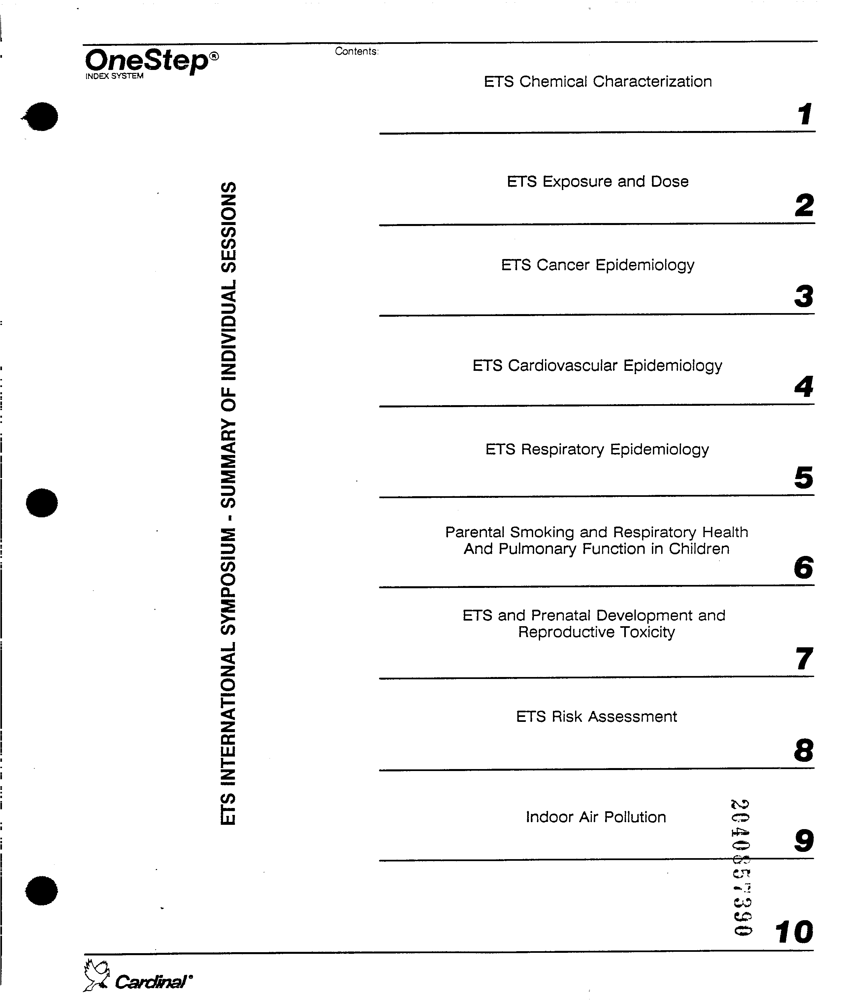 OneStep®
INDEX SYSTEM
Contents:
ETS INTERNATIONAL SYMPOSIUM - SUMMARY OF INDIVIDUAL SESSIONS
ETS Chemical Characterization
1
ETS Exposure and Dose
2
ETS Cancer Epidemiology
3
ETS Cardiovascular Epidemiology
4
ETS Respiratory Epidemiology
5
Parental Smoking and Respiratory Health
And Pulmonary Function in Children
6
ETS and Prenatal Development and
Reproductive Toxicity
7
ETS Risk Assessment
8
Indoor Air Pollution
9
2040857390
10
Cardinal